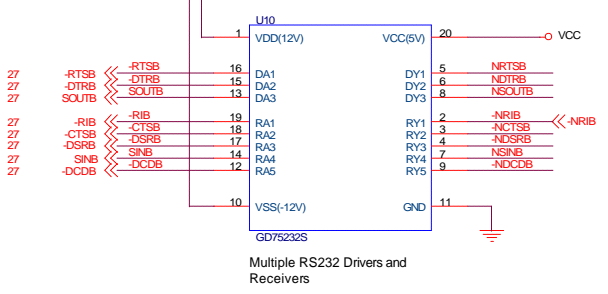 U10
1 VDD(12V) VCC(5V) 20 VCC
27 -RTSB -RTSB 16 DA1 DY1 5 NRTSB
27 -DTRB -DTRB 15 DA2 DY2 6 NDTRB
27 SOUTB SOUTB 13 DA3 DY3 8 NSOUTB
27 -RIB -RIB 19 RA1 RY1 2 -NRIB -NRIB
27 -CTSB -CTSB 18 RA2 RY2 3 -NCTSB
27 -DSRB -DSRB 17 RA3 RY3 4 -NDSRB
27 SINB SINB 14 RA4 RY4 7 NSINB
27 -DCDB -DCDB 12 RA5 RY5 9 -NDCDB
10 VSS(-12V) GND 11
GD75232S
Multiple RS232 Drivers and
Receivers